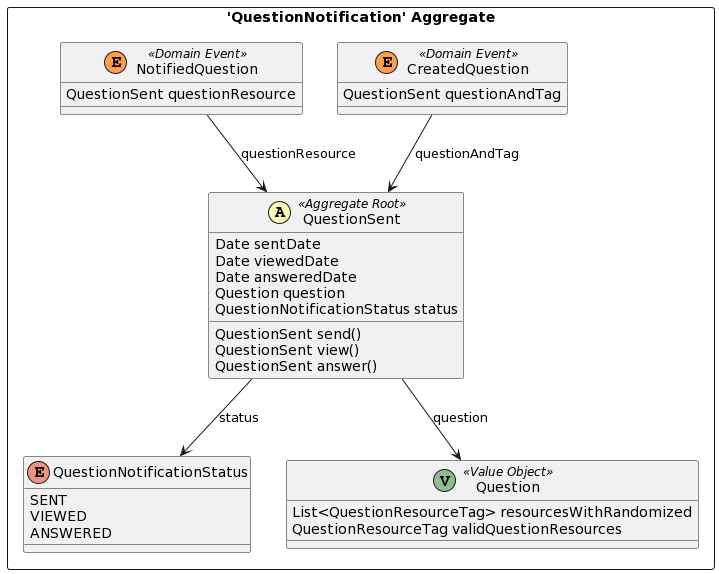 'QuestionNotification' Aggregate
E
«Domain Event»
NotifiedQuestion
QuestionSent questionResource
E
«Domain Event»
CreatedQuestion
QuestionSent questionAndTag
questionResource
questionAndTag
A
«Aggregate Root»
QuestionSent
Date sentDate
Date viewedDate
Date answeredDate
Question question
QuestionNotificationStatus status
QuestionSent send()
QuestionSent view()
QuestionSent answer()
status
question
E
QuestionNotificationStatus
SENT
VIEWED
ANSWERED
V
«Value Object»
Question
List<QuestionResourceTag> resourcesWithRandomized
QuestionResourceTag validQuestionResources